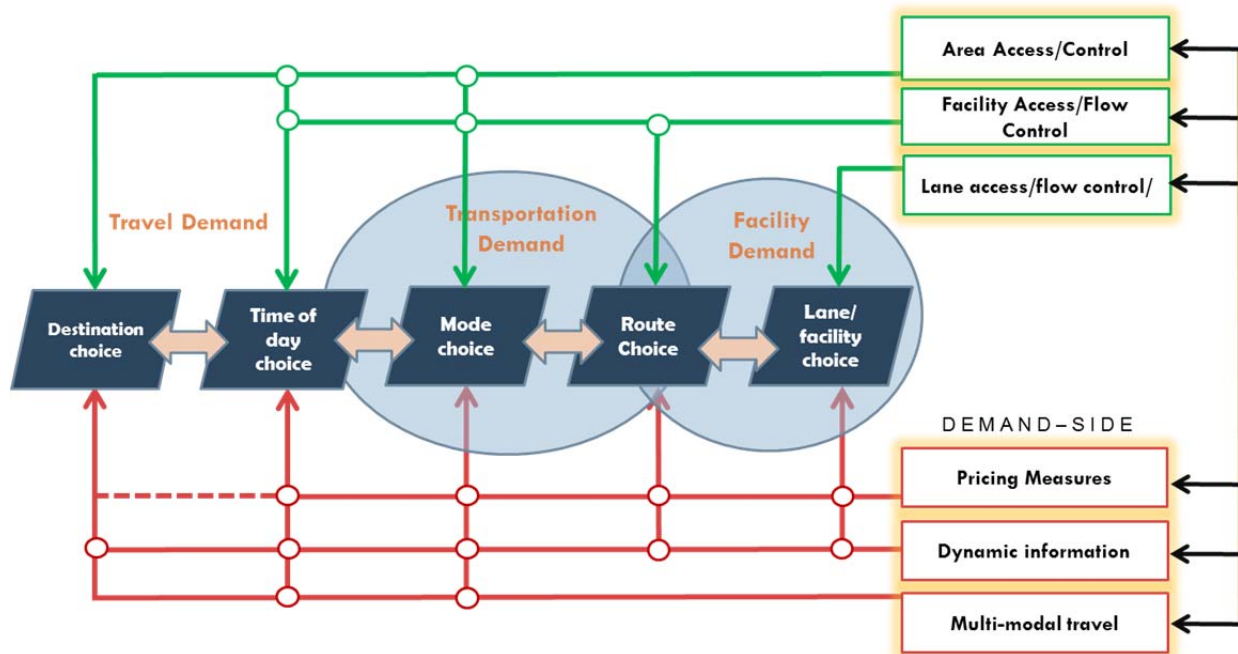 Area Access/Control
Facility Access/Flow
Control
Lane access/flow control/
Travel Demand
Transportation
Demand
Facility
Demand
Destination
choice
Time of
day
choice
Mode
choice
Route
Choice
Lane/
facility
choice
DEMAND–SIDE
Pricing Measures
Dynamic information
Multi-modal travel